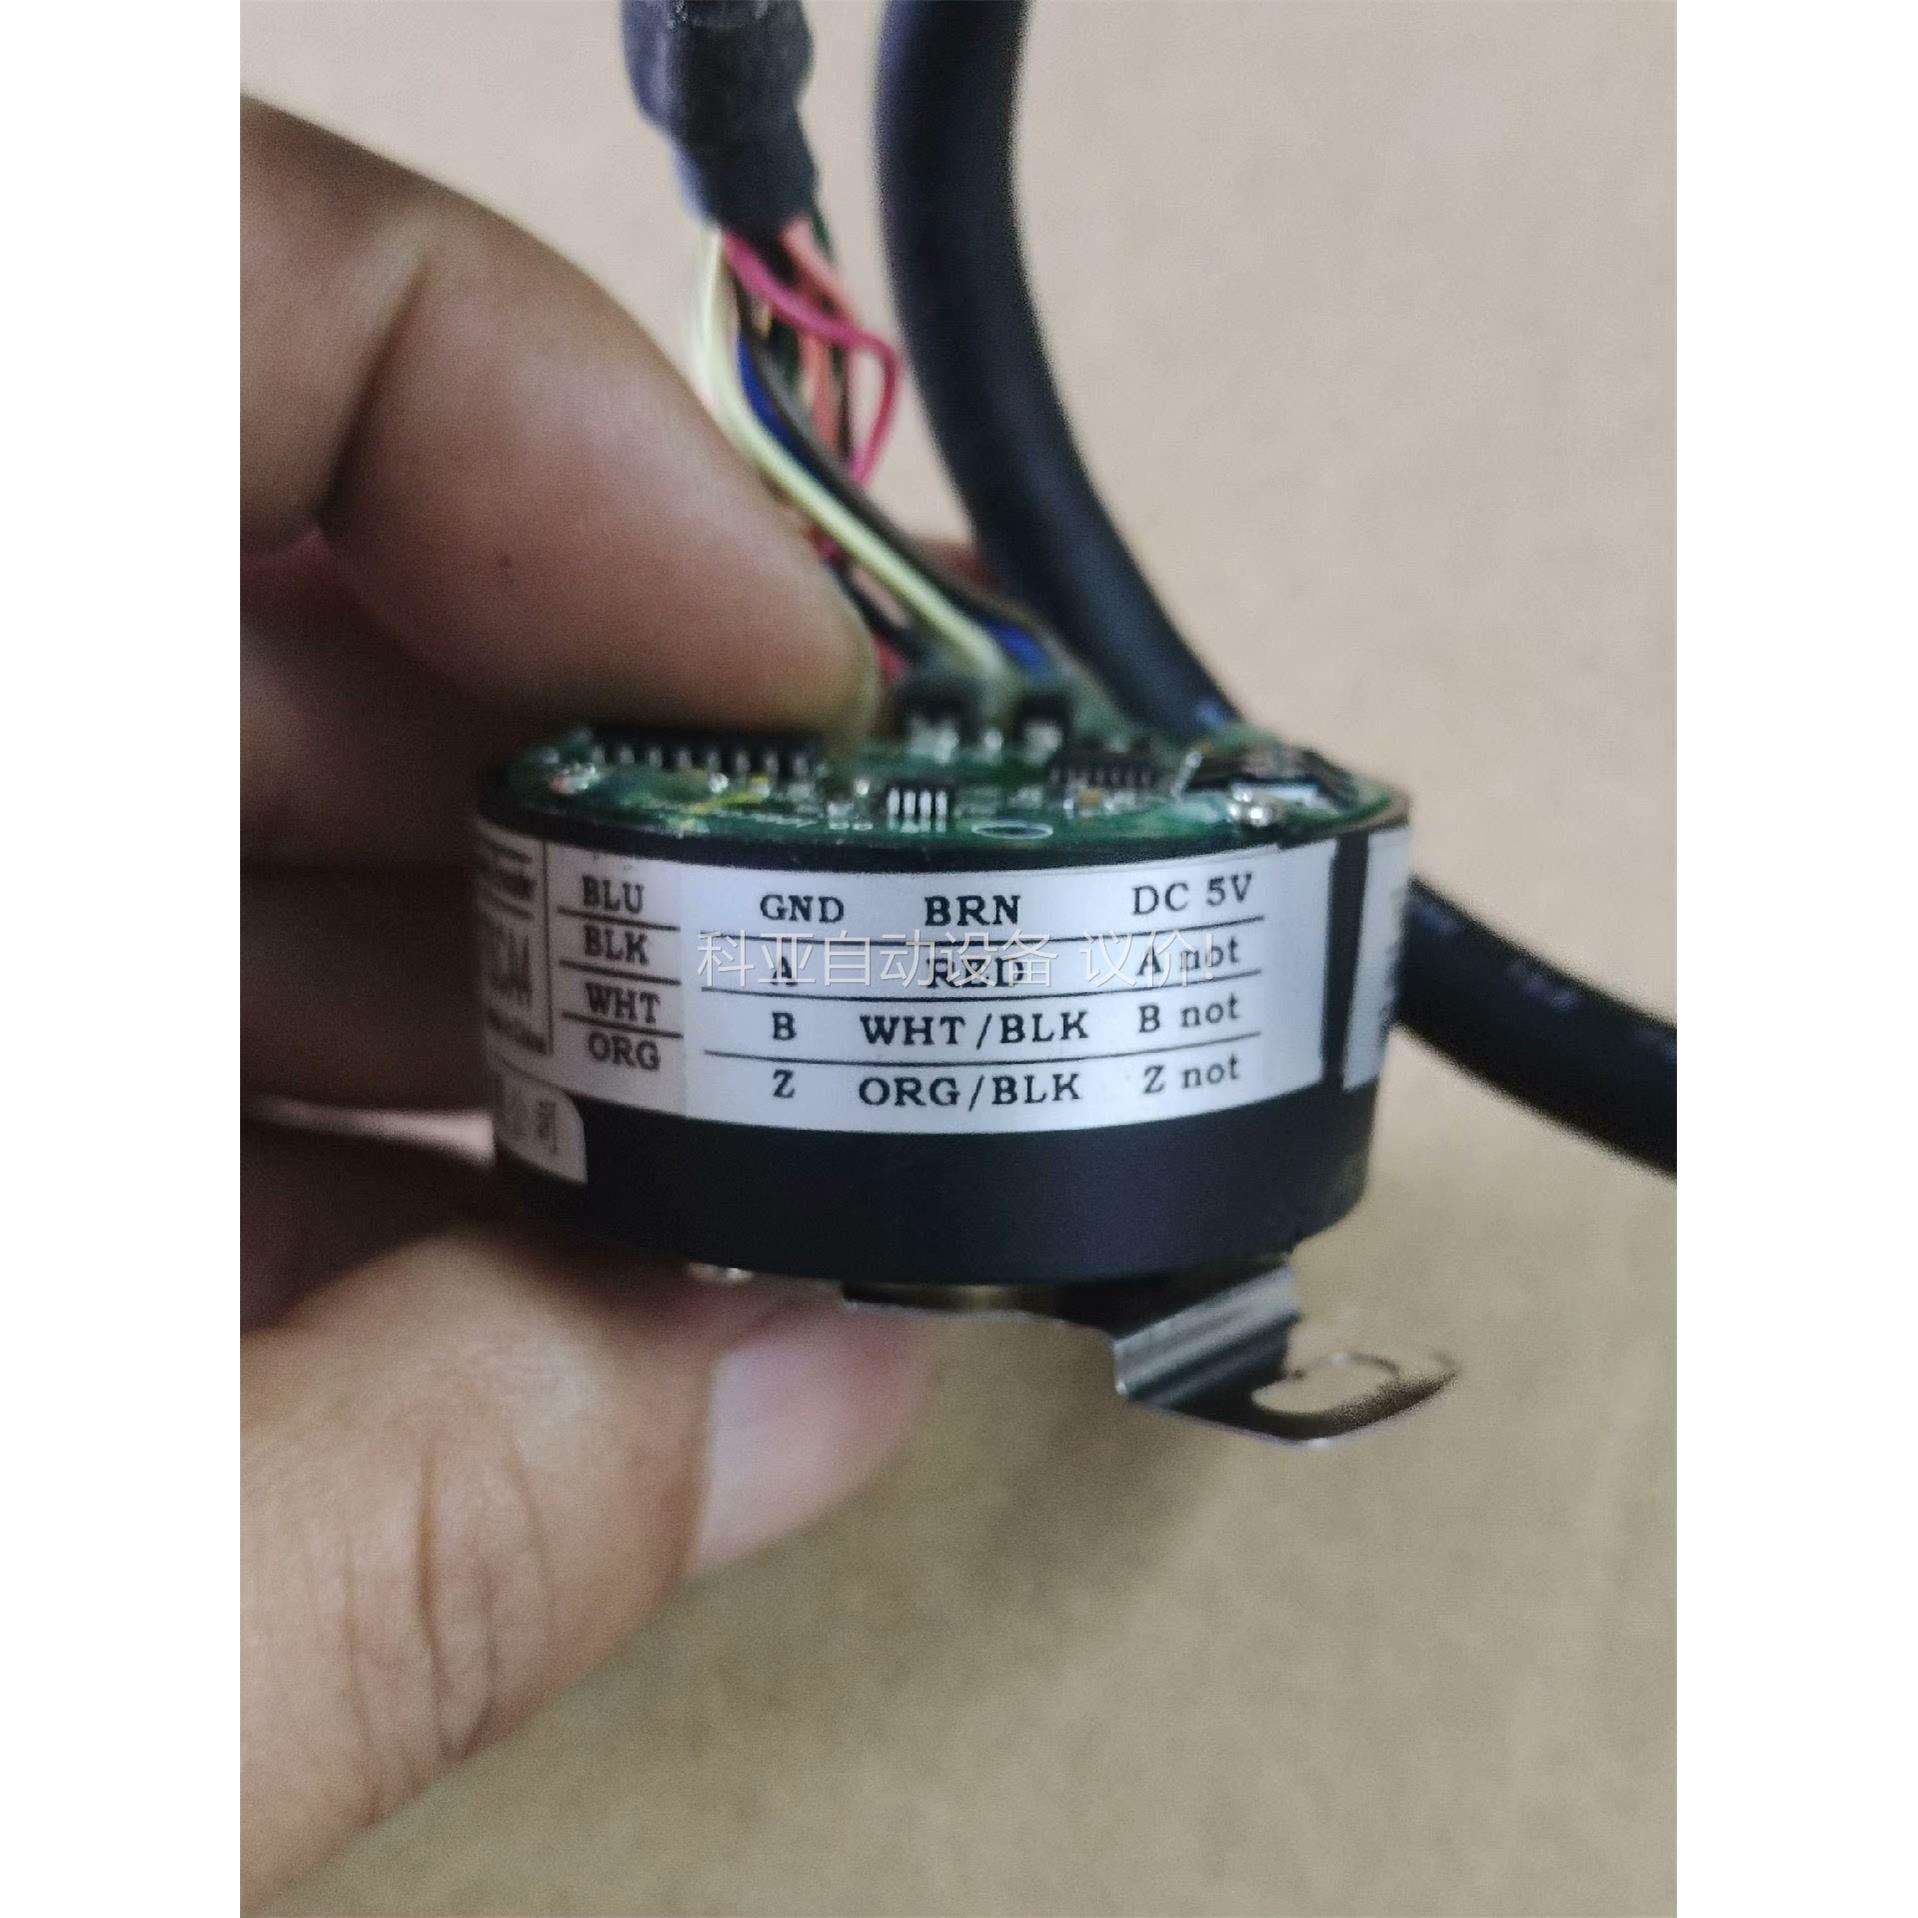 BLU GND BRN DC 5V
科亚自动设备 议价!
BLK A RED A not
WHT B WHT/BLK B not
ORG Z ORG/BLK Z not